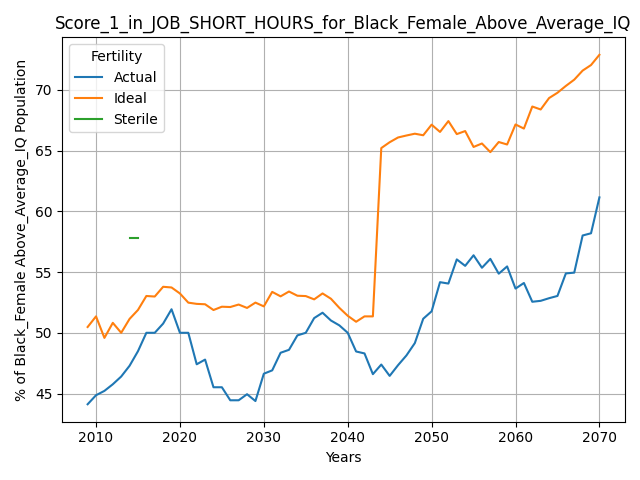 Score_1_in_JOB_SHORT_HOURS_for_Black_Female_Above_Average_IQ
Fertility
Actual
Ideal
Sterile
% of Black_Female Above_Average_IQ Population
70
65
60
55
50
45
2010 2020 2030 2040 2050 2060 2070
Years